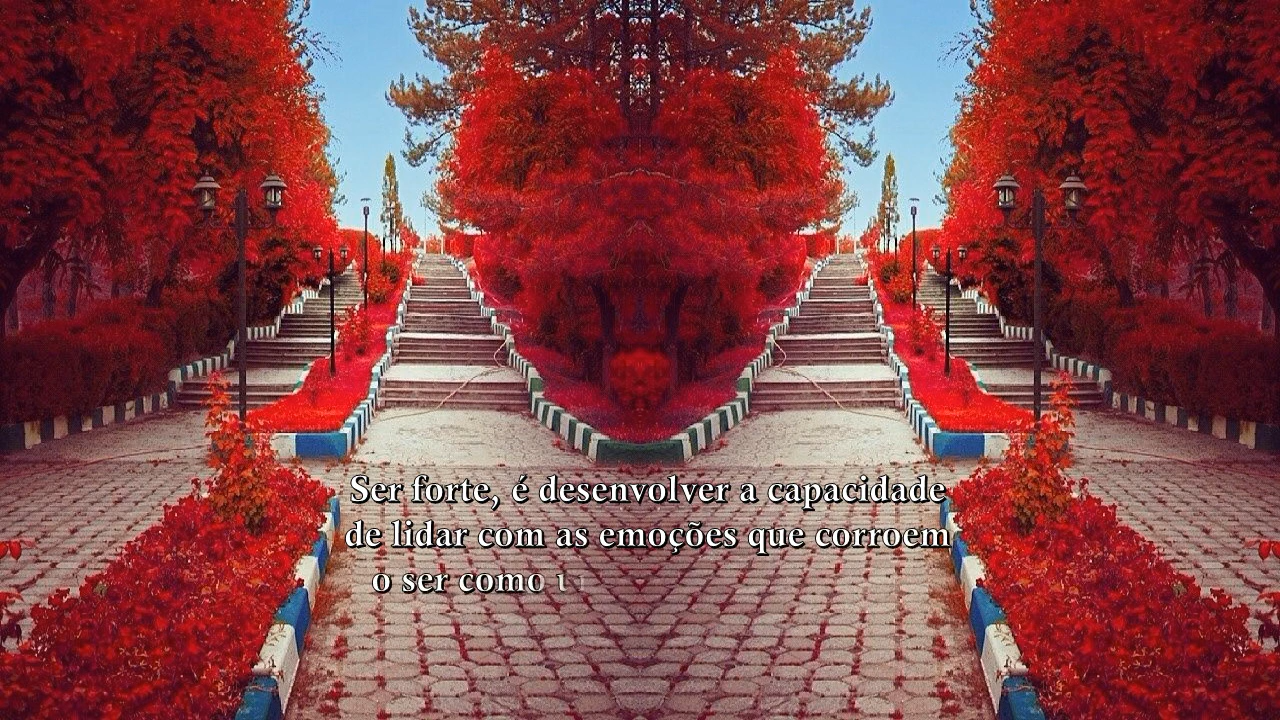 Ser forte, é desenvolver a capacidade
de lidar com as emoções que corroem
o ser como